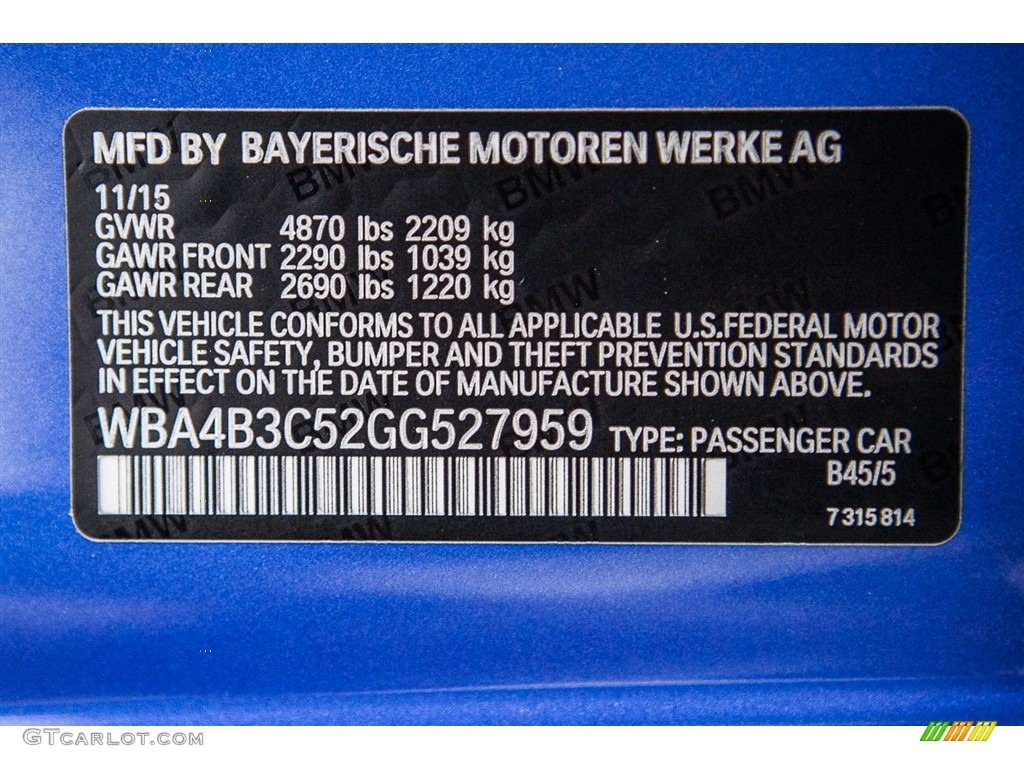 MFD BY BAYERISCHE MOTOREN WERKE AG
11/15
GVWR 4870 lbs 2209 kg
GAWR FRONT 2290 lbs 1039 kg
GAWR REAR 2690 lbs 1220 kg
THIS VEHICLE CONFORMS TO ALL APPLICABLE U.S.FEDERAL MOTOR
VEHICLE SAFETY, BUMPER AND THEFT PREVENTION STANDARDS
IN EFFECT ON THE DATE OF MANUFACTURE SHOWN ABOVE.
WBA4B3C52GG527959 TYPE: PASSENGER CAR
B45/5
7315814
GTCARLOT.COM